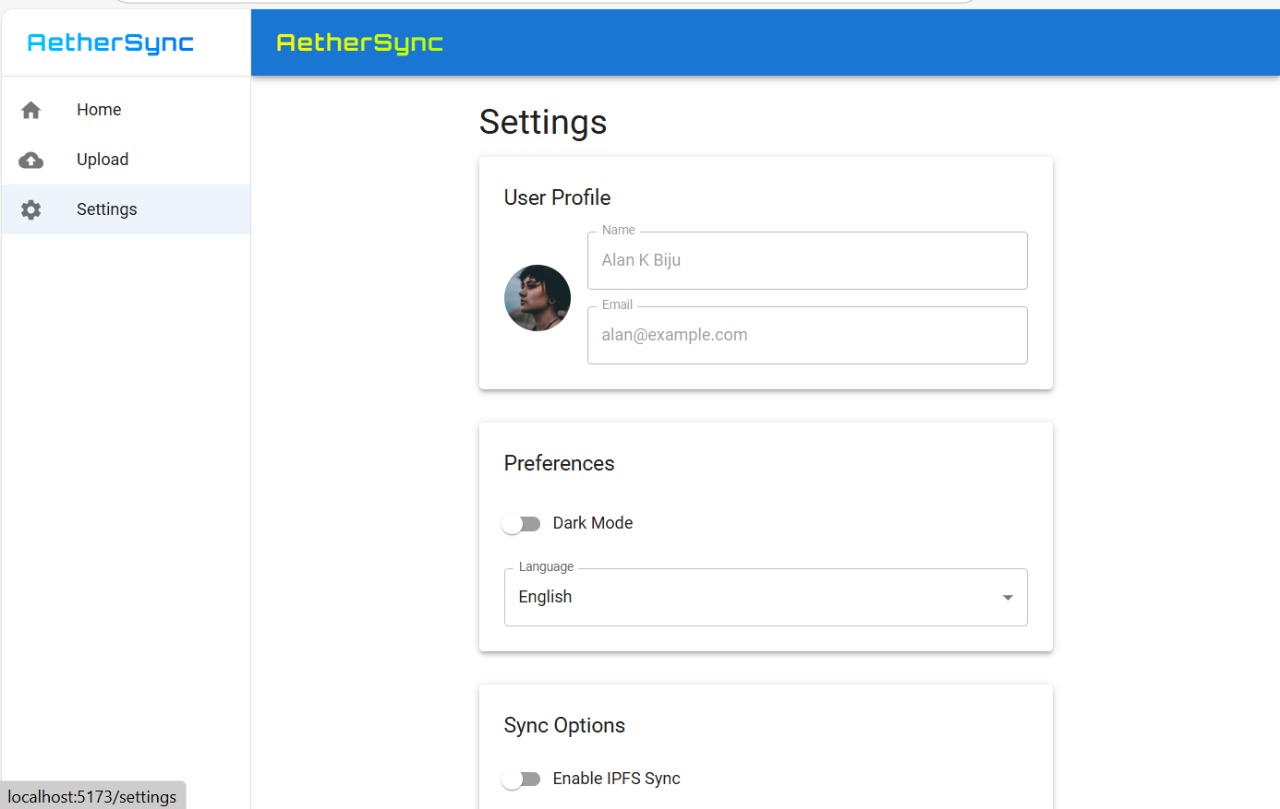 AetherSync
AetherSync
Home
Upload
Settings
Settings
User Profile
Name
Alan K Biju
Email
alan@example.com
Preferences
Dark Mode
Language
English
Sync Options
Enable IPFS Sync
localhost:5173/settings